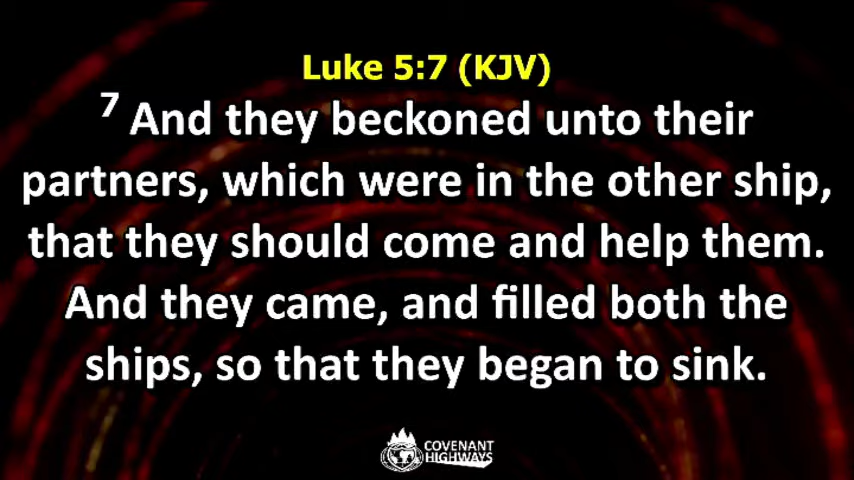 Luke 5:7 (KJV)
7 And they beckoned unto their
partners, which were in the other ship,
that they should come and help them.
And they came, and filled both the
ships, so that they began to sink.
COVENANT
HIGHWAYS